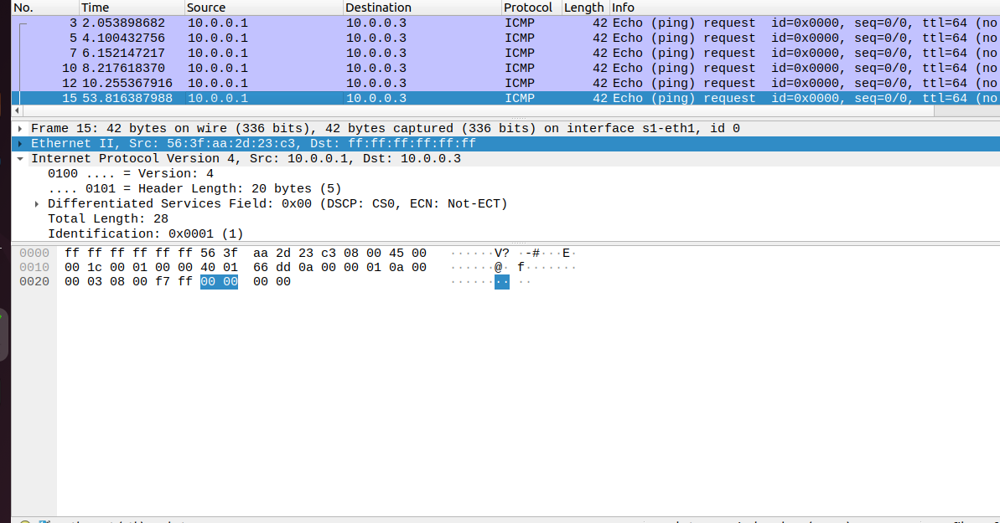 No. Time Source Destination Protocol Length Info
3 2.053898682 10.0.0.1 10.0.0.3 ICMP 42 Echo (ping) request id=0x0000, seq=0/0, ttl=64 (no
5 4.100432756 10.0.0.1 10.0.0.3 ICMP 42 Echo (ping) request id=0x0000, seq=0/0, ttl=64 (no
7 6.152147217 10.0.0.1 10.0.0.3 ICMP 42 Echo (ping) request id=0x0000, seq=0/0, ttl=64 (no
10 8.217618370 10.0.0.1 10.0.0.3 ICMP 42 Echo (ping) request id=0x0000, seq=0/0, ttl=64 (no
12 10.255367916 10.0.0.1 10.0.0.3 ICMP 42 Echo (ping) request id=0x0000, seq=0/0, ttl=64 (no
15 53.816387988 10.0.0.1 10.0.0.3 ICMP 42 Echo (ping) request id=0x0000, seq=0/0, ttl=64 (no
Frame 15: 42 bytes on wire (336 bits), 42 bytes captured (336 bits) on interface s1-eth1, id 0
Ethernet II, Src: 56:3f:aa:2d:23:c3, Dst: ff:ff:ff:ff:ff:ff
Internet Protocol Version 4, Src: 10.0.0.1, Dst: 10.0.0.3
0100 .... = Version: 4
.... 0101 = Header Length: 20 bytes (5)
Differentiated Services Field: 0x00 (DSCP: CS0, ECN: Not-ECT)
Total Length: 28
Identification: 0x0001 (1)
0000 ff ff ff ff ff ff 56 3f aa 2d 23 c3 08 00 45 00 ······V? ·-#···E·
0010 00 1c 00 01 00 00 40 01 66 dd 0a 00 00 01 0a 00 ······@· f·······
0020 00 03 08 00 f7 ff 00 00 00 00 ········ ··